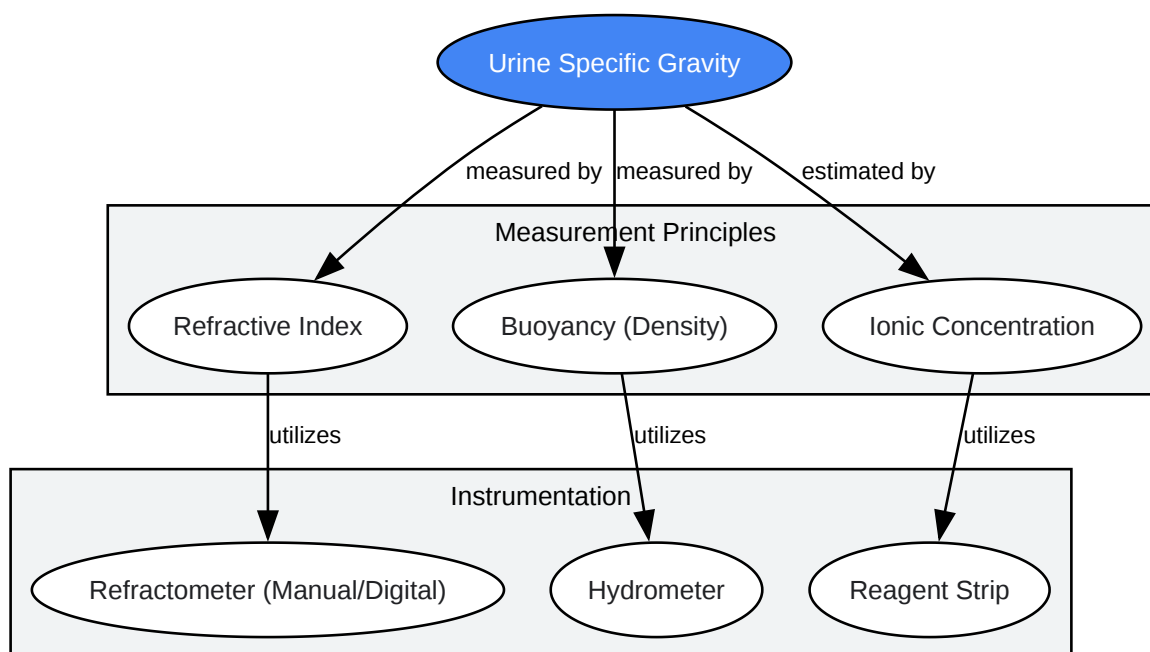 Urine Specific Gravity
measured by
measured by
estimated by
Measurement Principles
Refractive Index
Buoyancy (Density)
Ionic Concentration
utilizes
utilizes
utilizes
Instrumentation
Refractometer (Manual/Digital)
Hydrometer
Reagent Strip